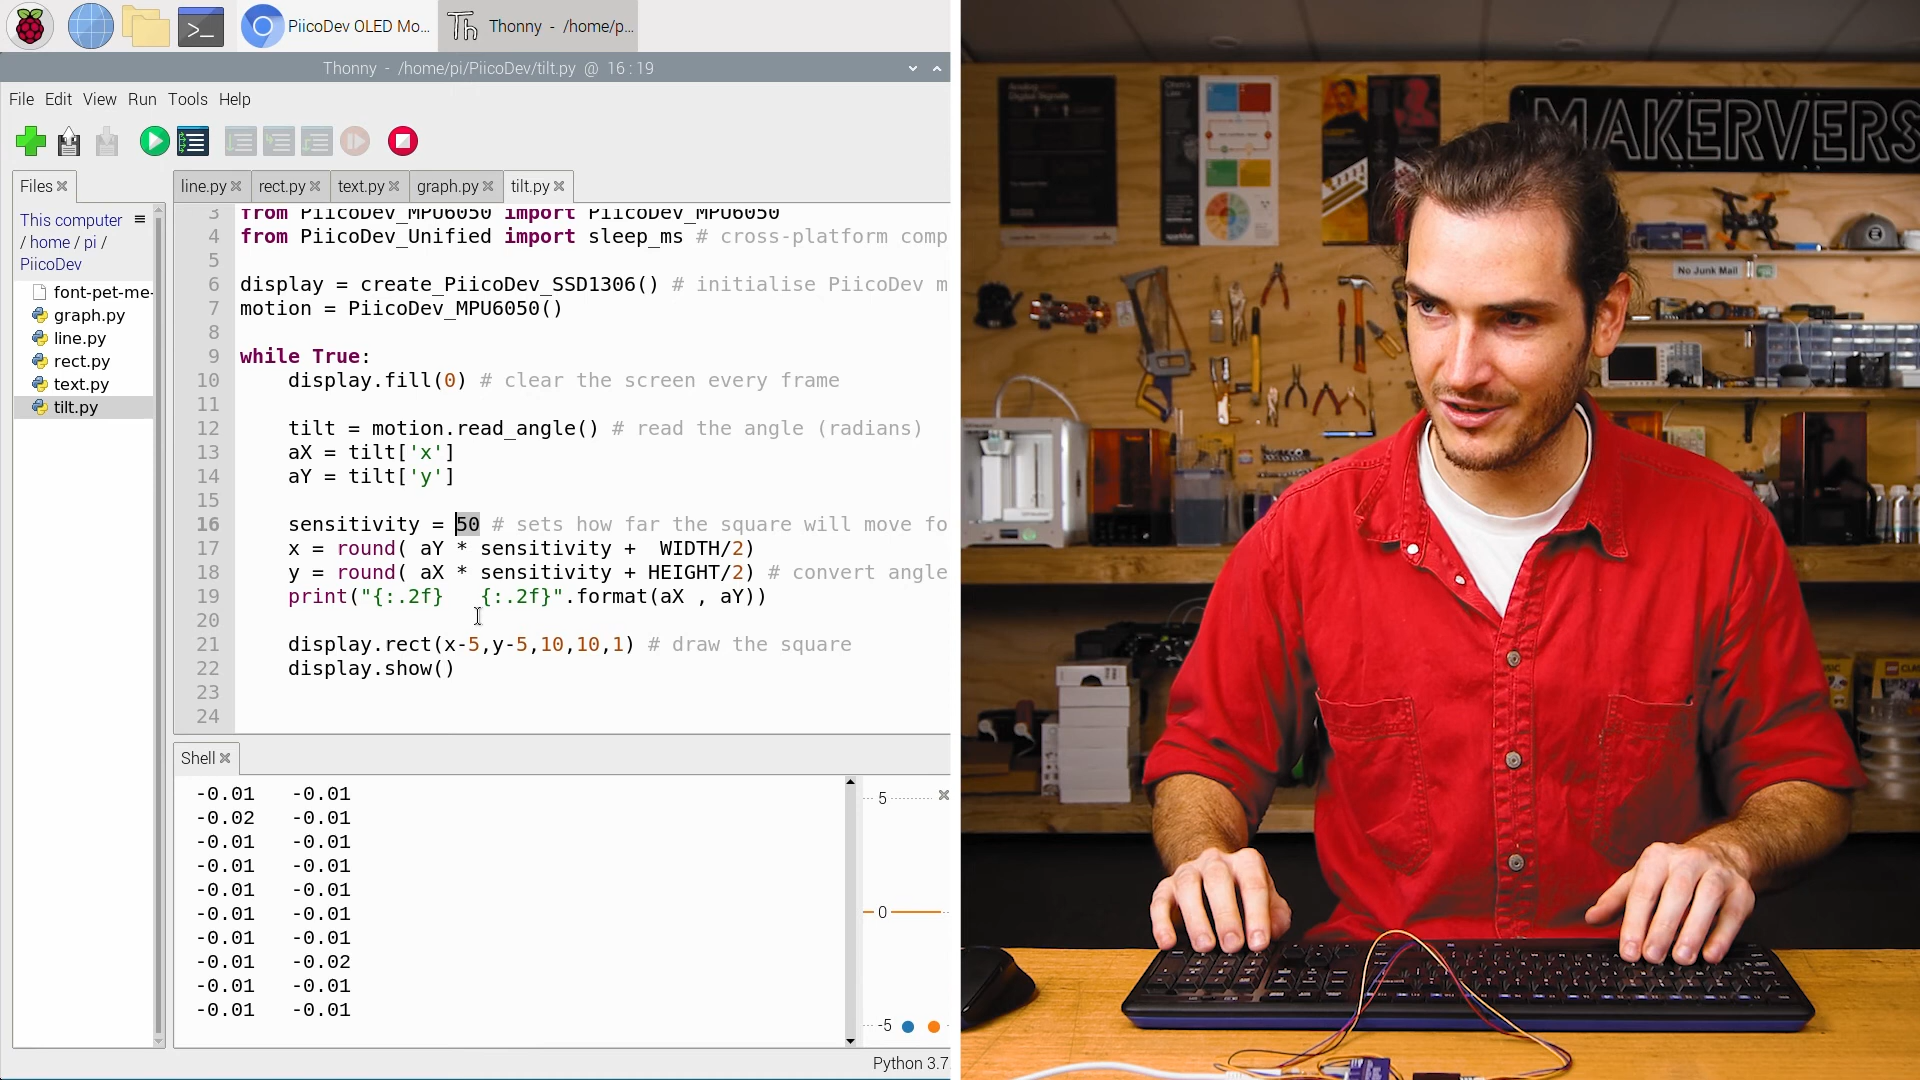 PiicoDev OLED Mo...
Thonny - /home/p...
Thonny - /home/pi/PiicoDev/tilt.py @ 16:19
File Edit View Run Tools Help
Files
line.py
rect.py
text.py
graph.py
tilt.py
This computer
/ home / pi /
PiicoDev
font-pet-me-
graph.py
line.py
rect.py
text.py
tilt.py
3 from PiicoDev_MPU6050 import PiicoDev_MPU6050
4 from PiicoDev_Unified import sleep_ms # cross-platform comp
5
6 display = create_PiicoDev_SSD1306() # initialise PiicoDev m
7 motion = PiicoDev_MPU6050()
8
9 while True:
10 display.fill(0) # clear the screen every frame
11
12 tilt = motion.read_angle() # read the angle (radians)
13 aX = tilt['x']
14 aY = tilt['y']
15
16 sensitivity = 50 # sets how far the square will move fo
17 x = round( aY * sensitivity +  WIDTH/2)
18 y = round( aX * sensitivity + HEIGHT/2) # convert angle
19 print("{:.2f}   {:.2f}".format(aX , aY))
20
21 display.rect(x-5,y-5,10,10,1) # draw the square
22 display.show()
23
24
Shell
-0.01 -0.01
-0.02 -0.01
-0.01 -0.01
-0.01 -0.01
-0.01 -0.01
-0.01 -0.01
-0.01 -0.01
-0.01 -0.02
-0.01 -0.01
-0.01 -0.01
5
0
-5
Python 3.7
MAKERVERS
No Junk Mail